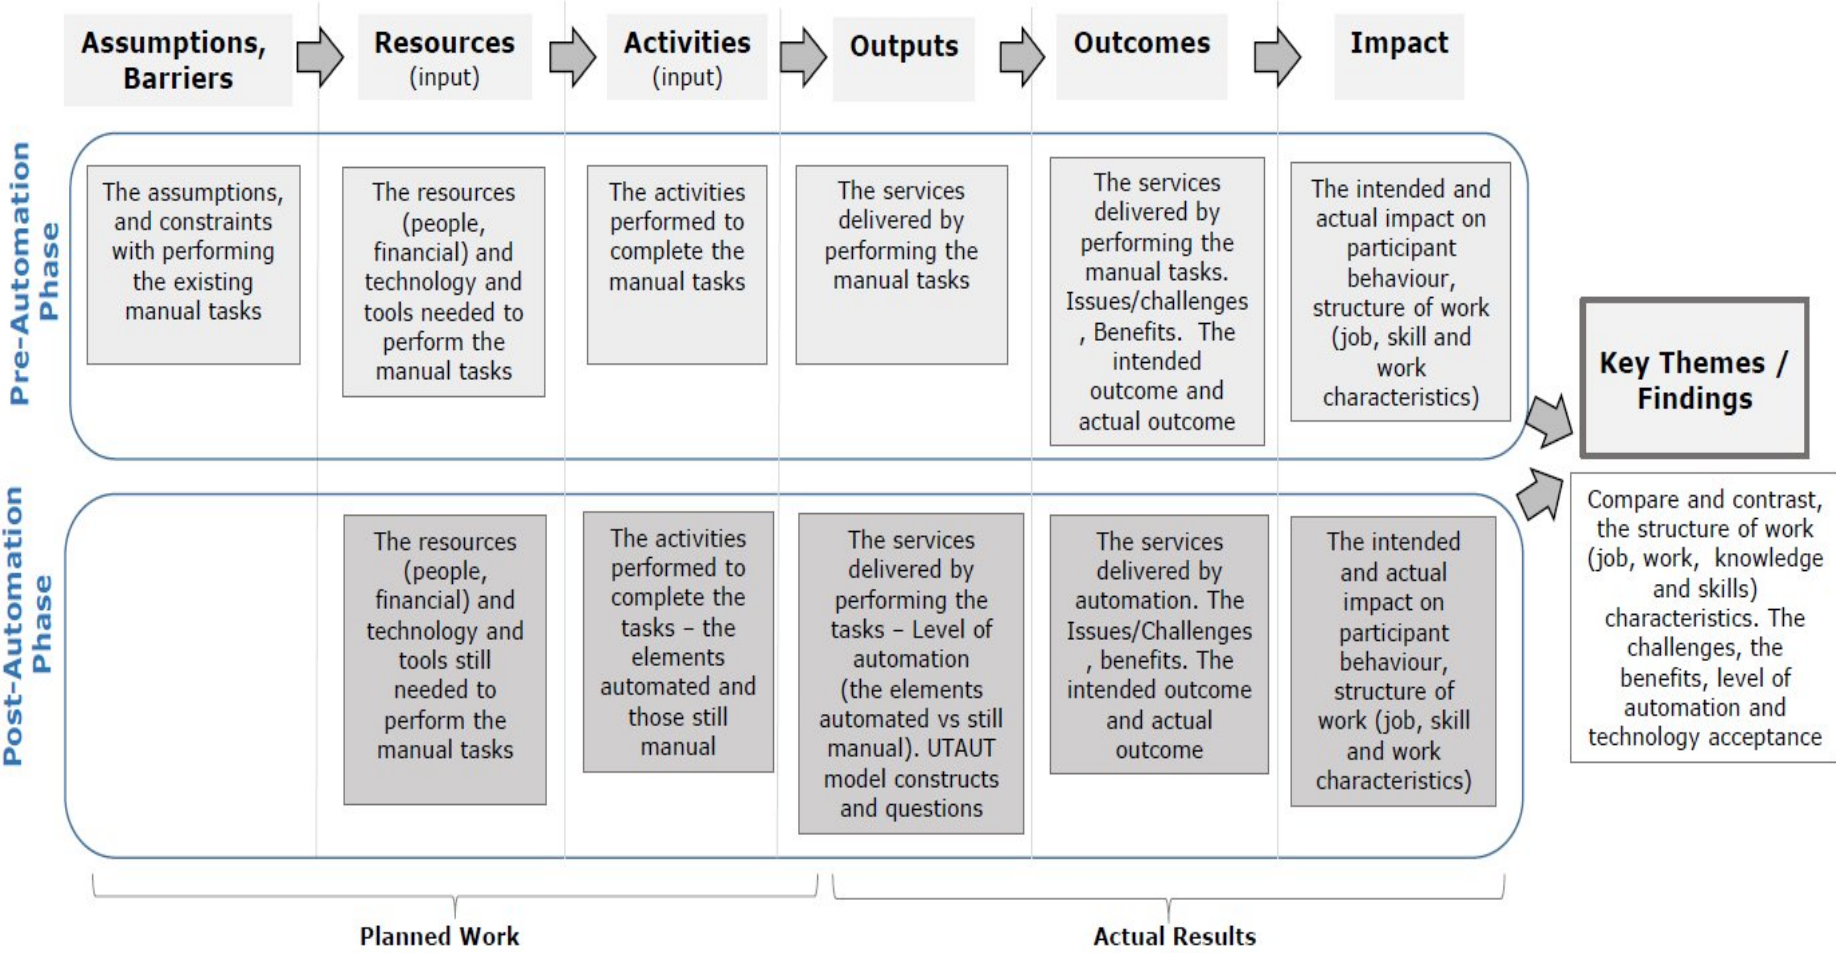 Assumptions,
Barriers
Resources
(input)
Activities
(input)
Outputs
Outcomes
Impact
Pre-Automation
Phase
The assumptions,
and constraints
with performing
the existing
manual tasks
The resources
(people,
financial) and
technology and
tools needed to
perform the
manual tasks
The activities
performed to
complete the
manual tasks
The services
delivered by
performing the
manual tasks
The services
delivered by
performing the
manual tasks.
Issues/challenges
, Benefits. The
intended
outcome and
actual outcome
The intended and
actual impact on
participant
behaviour,
structure of work
(job, skill and
work
characteristics)
Post-Automation
Phase
The resources
(people,
financial) and
technology and
tools still
needed to
perform the
manual tasks
The activities
performed to
complete the
tasks – the
elements
automated and
those still
manual
The services
delivered by
performing the
tasks – Level of
automation
(the elements
automated vs still
manual). UTAUT
model constructs
and questions
The services
delivered by
automation. The
Issues/Challenges
, benefits. The
intended outcome
and actual
outcome
The intended
and actual
impact on
participant
behaviour,
structure of
work (job, skill
and work
characteristics)
Key Themes /
Findings
Compare and contrast,
the structure of work
(job, work, knowledge
and skills)
characteristics. The
challenges, the
benefits, level of
automation and
technology acceptance
Planned Work
Actual Results